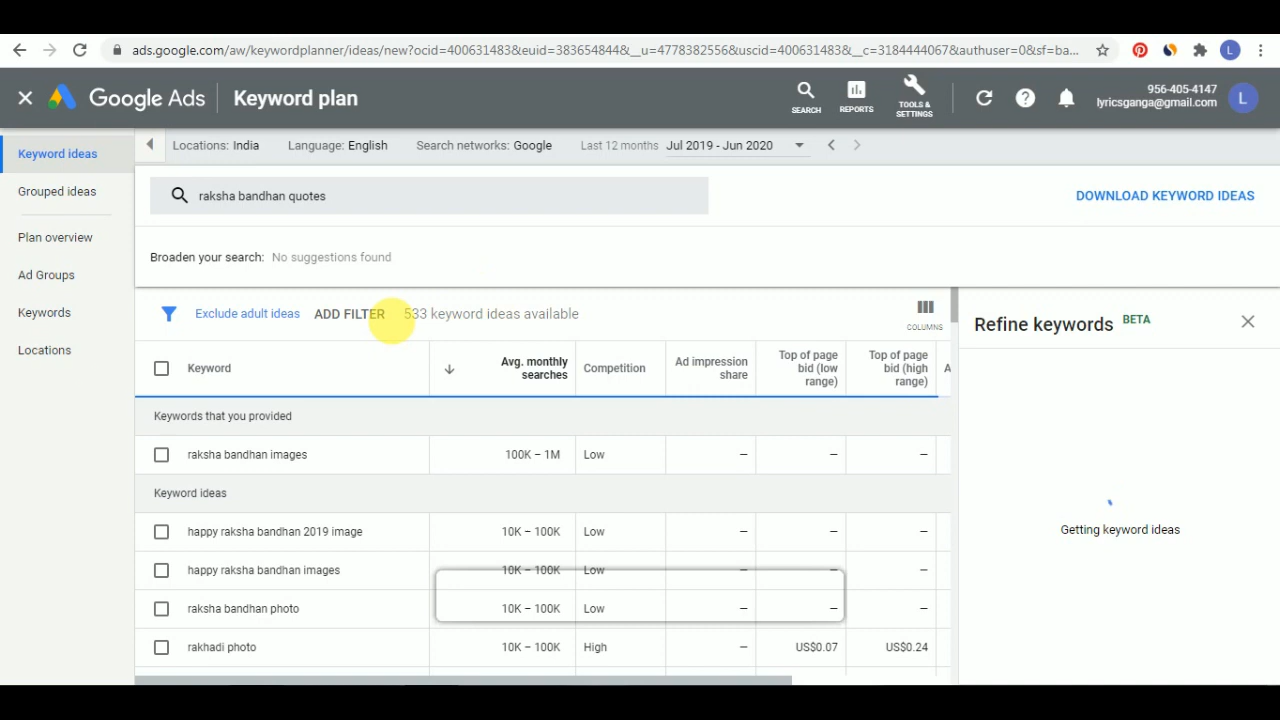 ads.google.com/aw/keywordplanner/ideas/new?ocid=400631483&euid=383654844&__u=4778382556&uscid=400631483&__c=3184444067&authuser=0&sf=ba...
L
Google Ads
Keyword plan
SEARCH
REPORTS
TOOLS &
SETTINGS
956-405-4147
lyricsganga@gmail.com
L
Keyword ideas
Grouped ideas
Plan overview
Ad Groups
Keywords
Locations
Locations: India
Language: English
Search networks: Google
Last 12 months Jul 2019 - Jun 2020
raksha bandhan quotes
DOWNLOAD KEYWORD IDEAS
Broaden your search: No suggestions found
Exclude adult ideas
ADD FILTER
533 keyword ideas available
COLUMNS
Refine keywords BETA
Keyword
Avg. monthly
searches
Competition
Ad impression
share
Top of page
bid (low
range)
Top of page
bid (high
range)
A
Keywords that you provided
raksha bandhan images 100K – 1M Low – – –
Keyword ideas
happy raksha bandhan 2019 image 10K – 100K Low – – –
happy raksha bandhan images 10K – 100K Low – – –
raksha bandhan photo 10K – 100K Low – – –
rakhadi photo 10K – 100K High – US$0.07 US$0.24
Getting keyword ideas